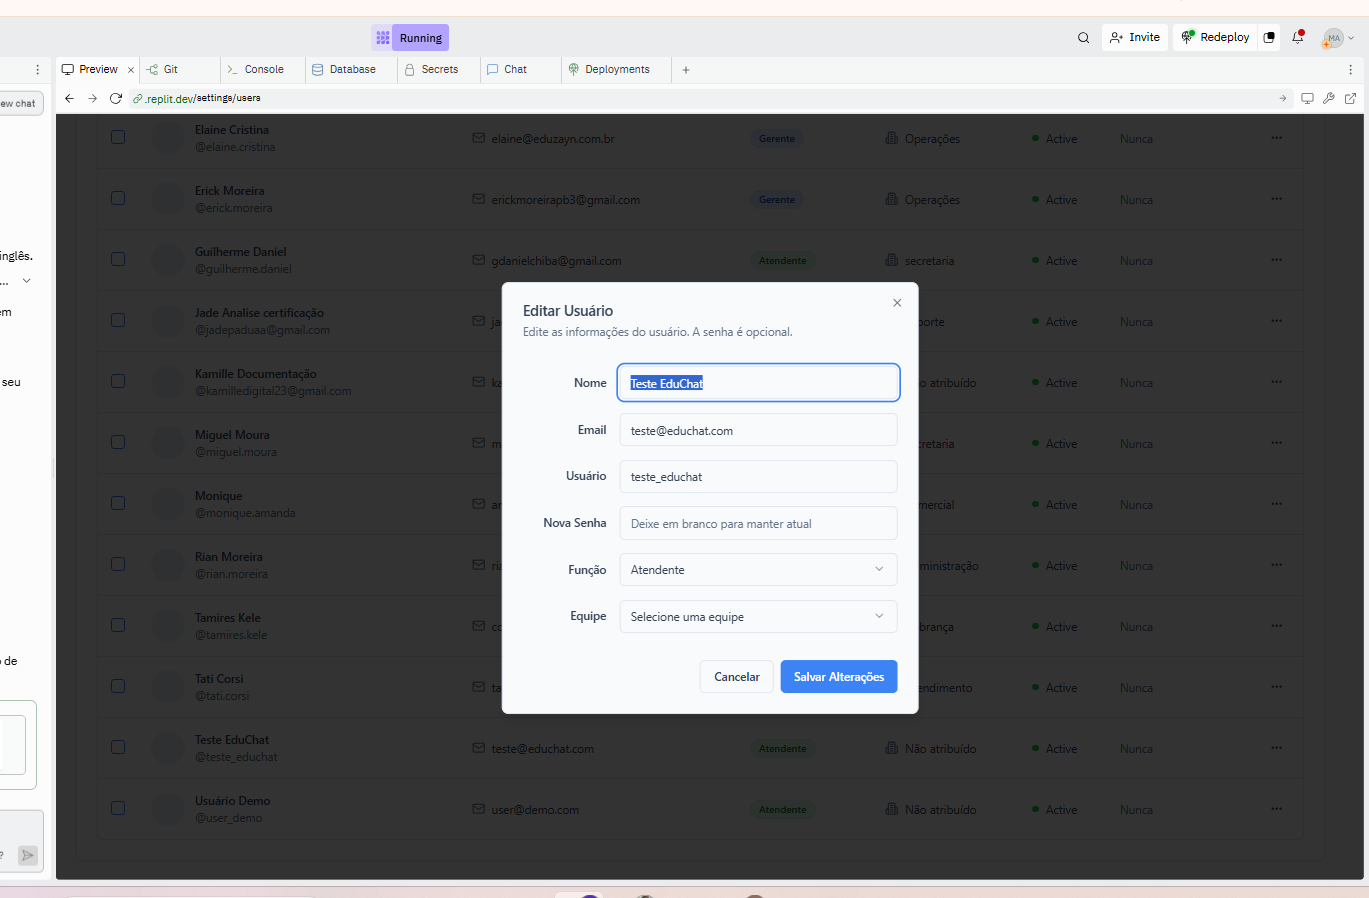 Running
Invite
Redeploy
MA
Preview
Git
Console
Database
Secrets
Chat
Deployments
ew chat
.replit.dev/settings/users
inglês.
...
em
seu
de
?
Elaine Cristina
@elaine.cristina
elaine@eduzayn.com.br
Gerente
Operações
Active
Nunca
Erick Moreira
@erick.moreira
erickmoreirapb3@gmail.com
Gerente
Operações
Active
Nunca
Guilherme Daniel
@guilherme.daniel
gdanielchiba@gmail.com
Atendente
secretaria
Active
Nunca
Jade Analise certificação
@jadepaduaa@gmail.com
ja
porte
Active
Nunca
Kamille Documentação
@kamilledigital23@gmail.com
ka
o atribuído
Active
Nunca
Miguel Moura
@miguel.moura
m
cretaria
Active
Nunca
Monique
@monique.amanda
ar
mercial
Active
Nunca
Rian Moreira
@rian.moreira
ria
ministração
Active
Nunca
Tamires Kele
@tamires.kele
co
brança
Active
Nunca
Tati Corsi
@tati.corsi
ta
endimento
Active
Nunca
Teste EduChat
@teste_educhat
teste@educhat.com
Atendente
Não atribuído
Active
Nunca
Usuário Demo
@user_demo
user@demo.com
Atendente
Não atribuído
Active
Nunca
Editar Usuário
Edite as informações do usuário. A senha é opcional.
Nome
Teste EduChat
Email
teste@educhat.com
Usuário
teste_educhat
Nova Senha
Deixe em branco para manter atual
Função
Atendente
Equipe
Selecione uma equipe
Cancelar
Salvar Alterações